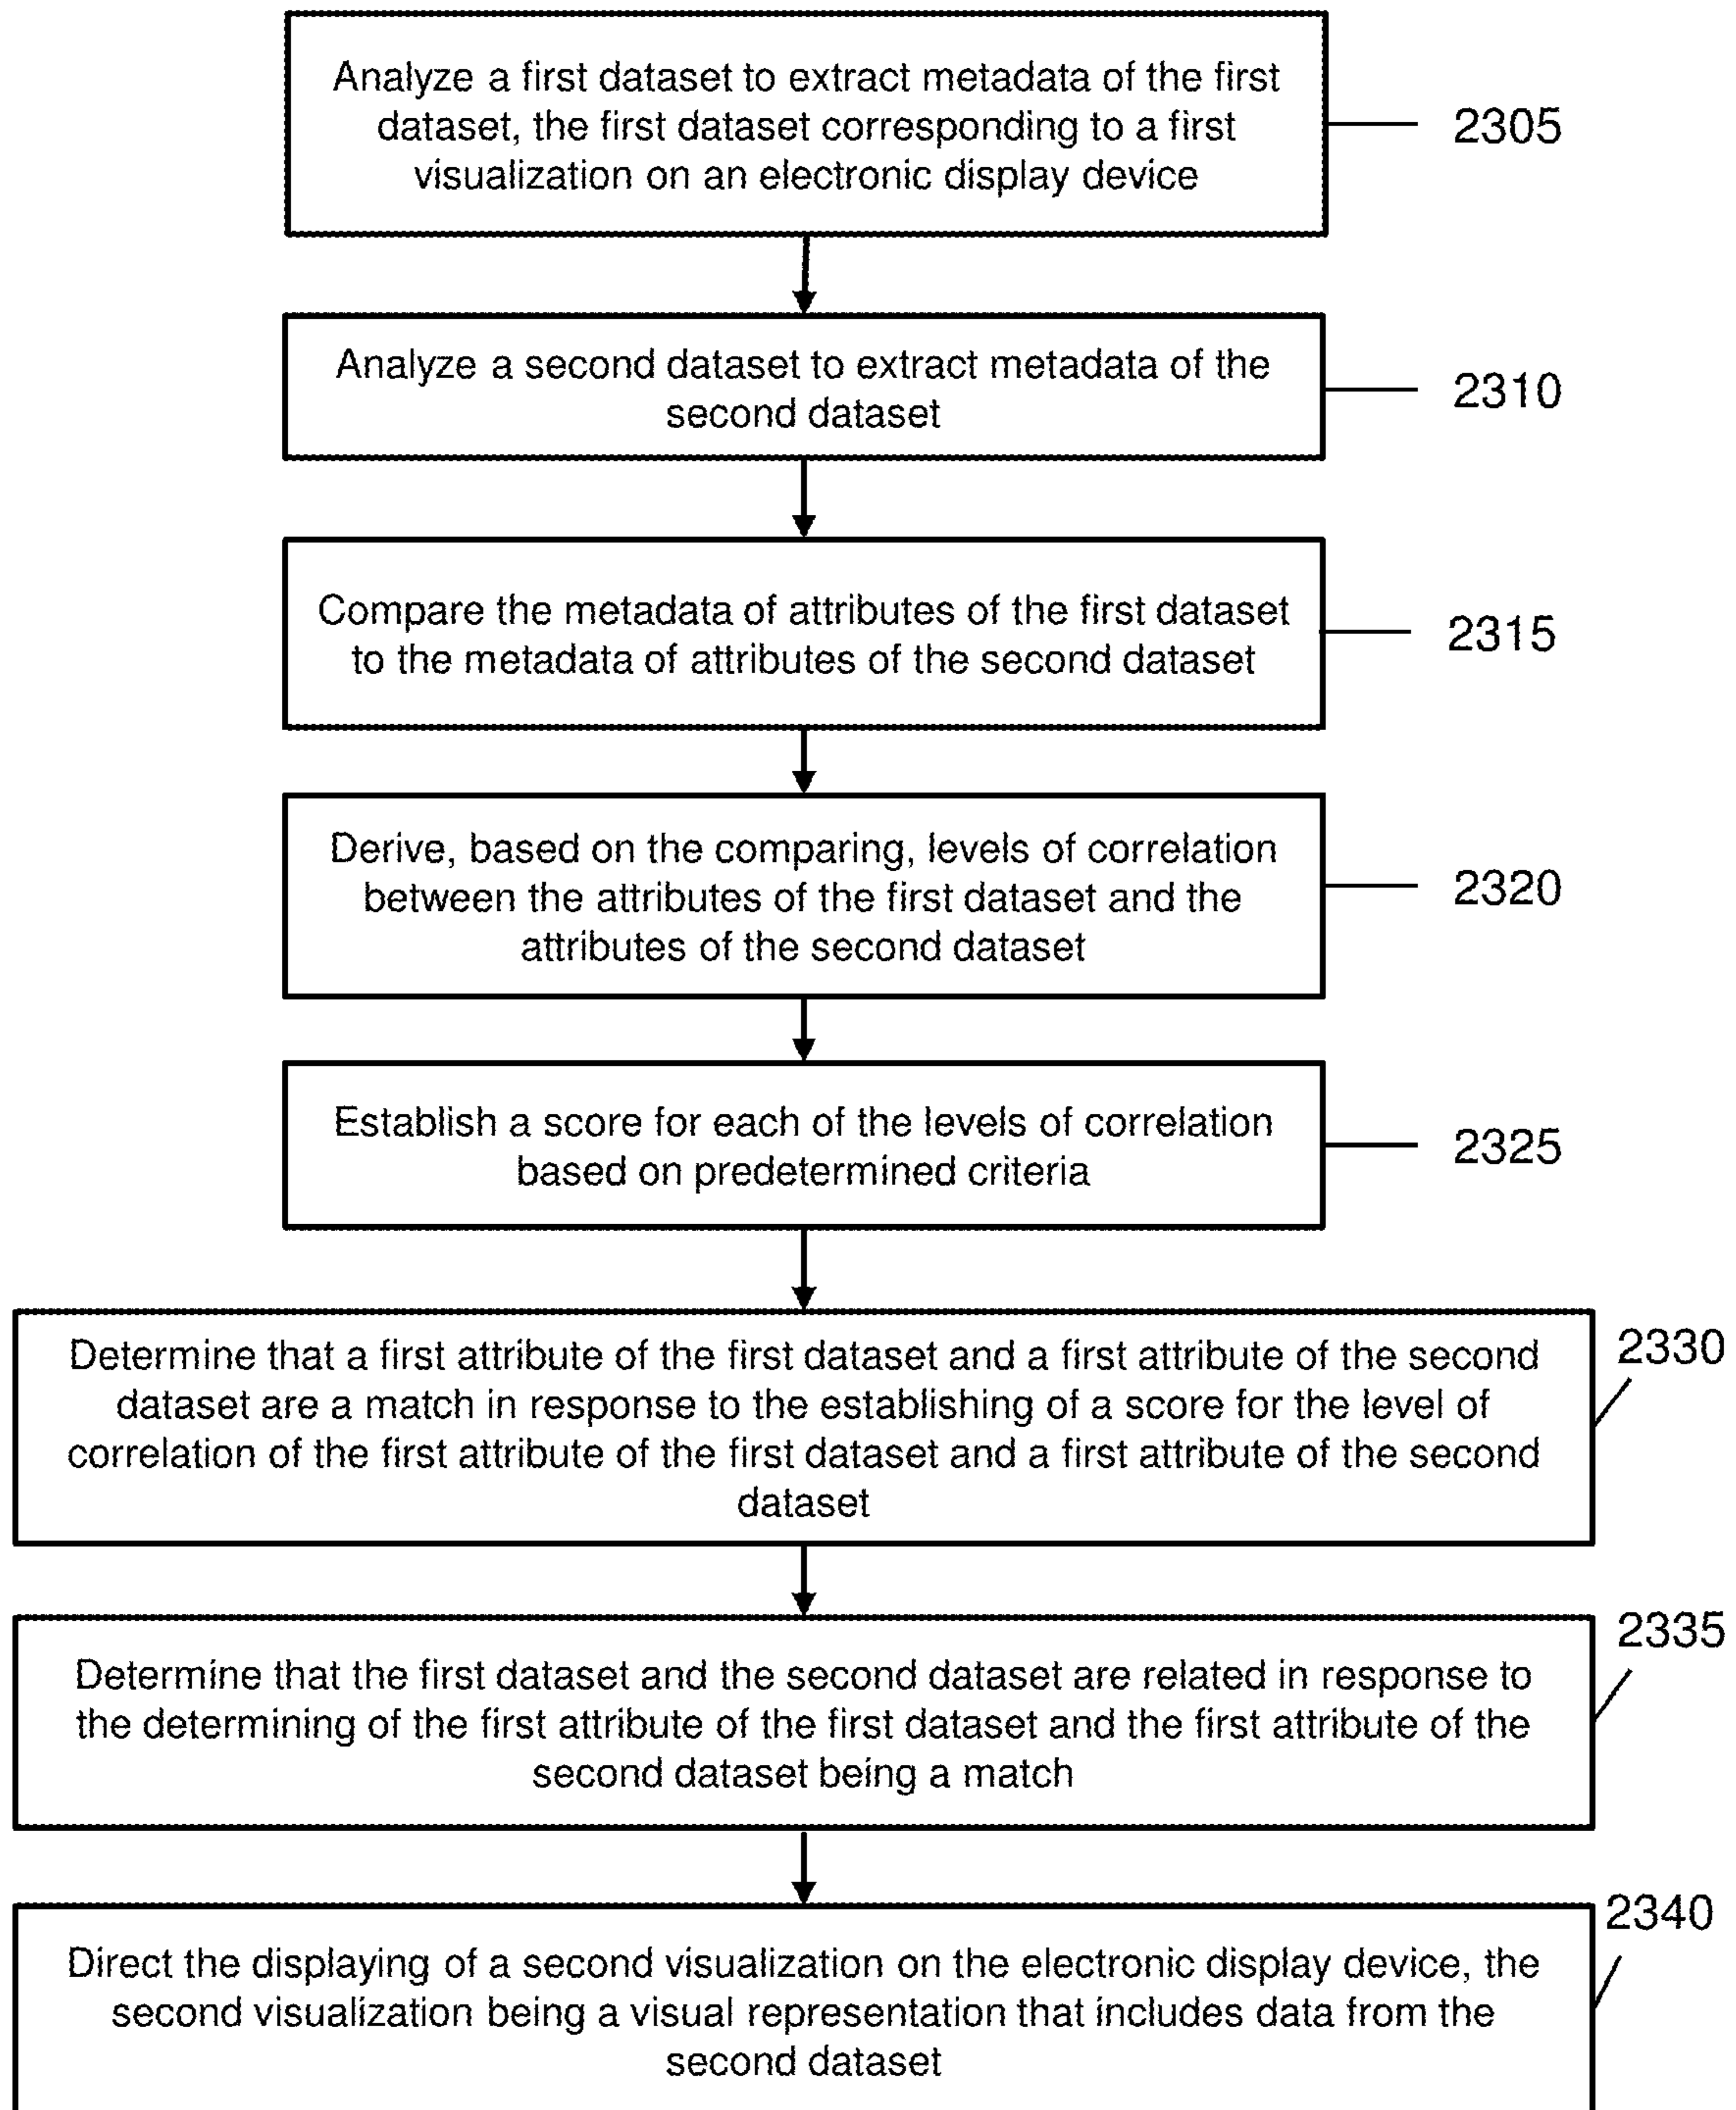 Analyze a first dataset to extract metadata of the first
dataset, the first dataset corresponding to a first
visualization on an electronic display device
2305
Analyze a second dataset to extract metadata of the
second dataset
2310
Compare the metadata of attributes of the first dataset
to the metadata of attributes of the second dataset
2315
Derive, based on the comparing, levels of correlation
between the attributes of the first dataset and the
attributes of the second dataset
2320
Establish a score for each of the levels of correlation
based on predetermined criteria
2325
Determine that a first attribute of the first dataset and a first attribute of the second
dataset are a match in response to the establishing of a score for the level of
correlation of the first attribute of the first dataset and a first attribute of the second
dataset
2330
Determine that the first dataset and the second dataset are related in response to
the determining of the first attribute of the first dataset and the first attribute of the
second dataset being a match
2335
Direct the displaying of a second visualization on the electronic display device, the
second visualization being a visual representation that includes data from the
second dataset
2340